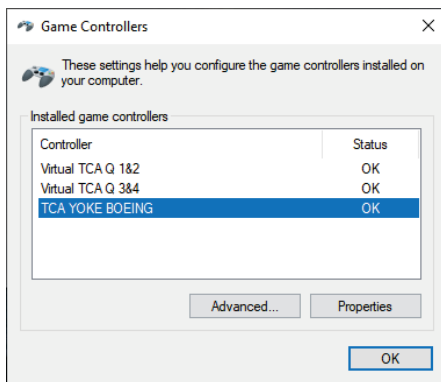 Game Controllers
These settings help you configure the game controllers installed on
your computer.
Installed game controllers
Controller Status
Virtual TCA Q 1&2 OK
Virtual TCA Q 3&4 OK
TCA YOKE BOEING OK
Advanced... Properties
OK